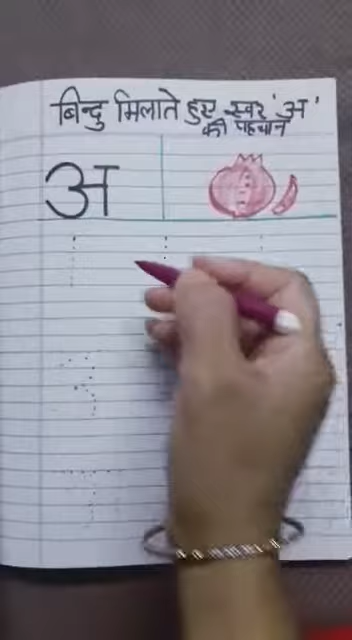 बिन्दु मिलाते हुए स्वर 'अ'
की पहचान
अ